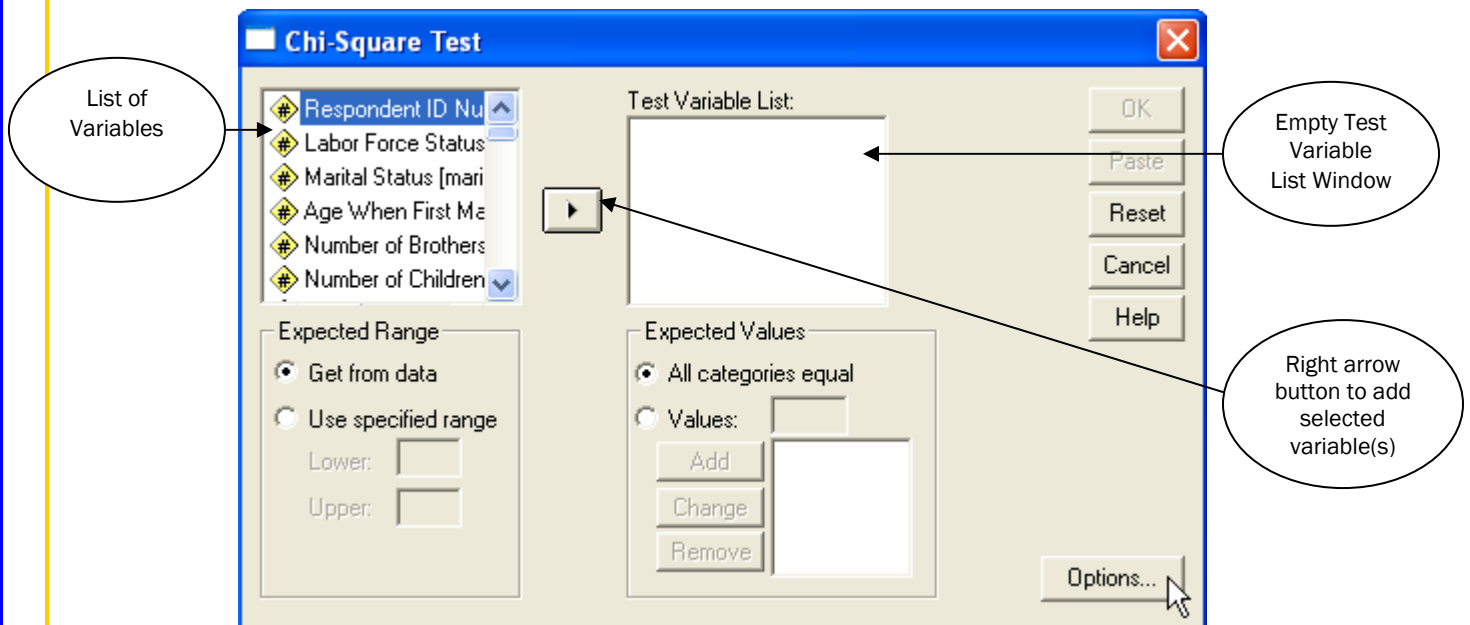 Chi-Square Test
List of
Variables
Respondent ID Nu
Labor Force Status
Marital Status [mari
Age When First Ma
Number of Brothers
Number of Children
Test Variable List:
OK
Paste
Reset
Cancel
Help
Empty Test
Variable
List Window
Expected Range
Get from data
Use specified range
Lower:
Upper:
Expected Values
All categories equal
Values:
Add
Change
Remove
Right arrow
button to add
selected
variable(s)
Options...